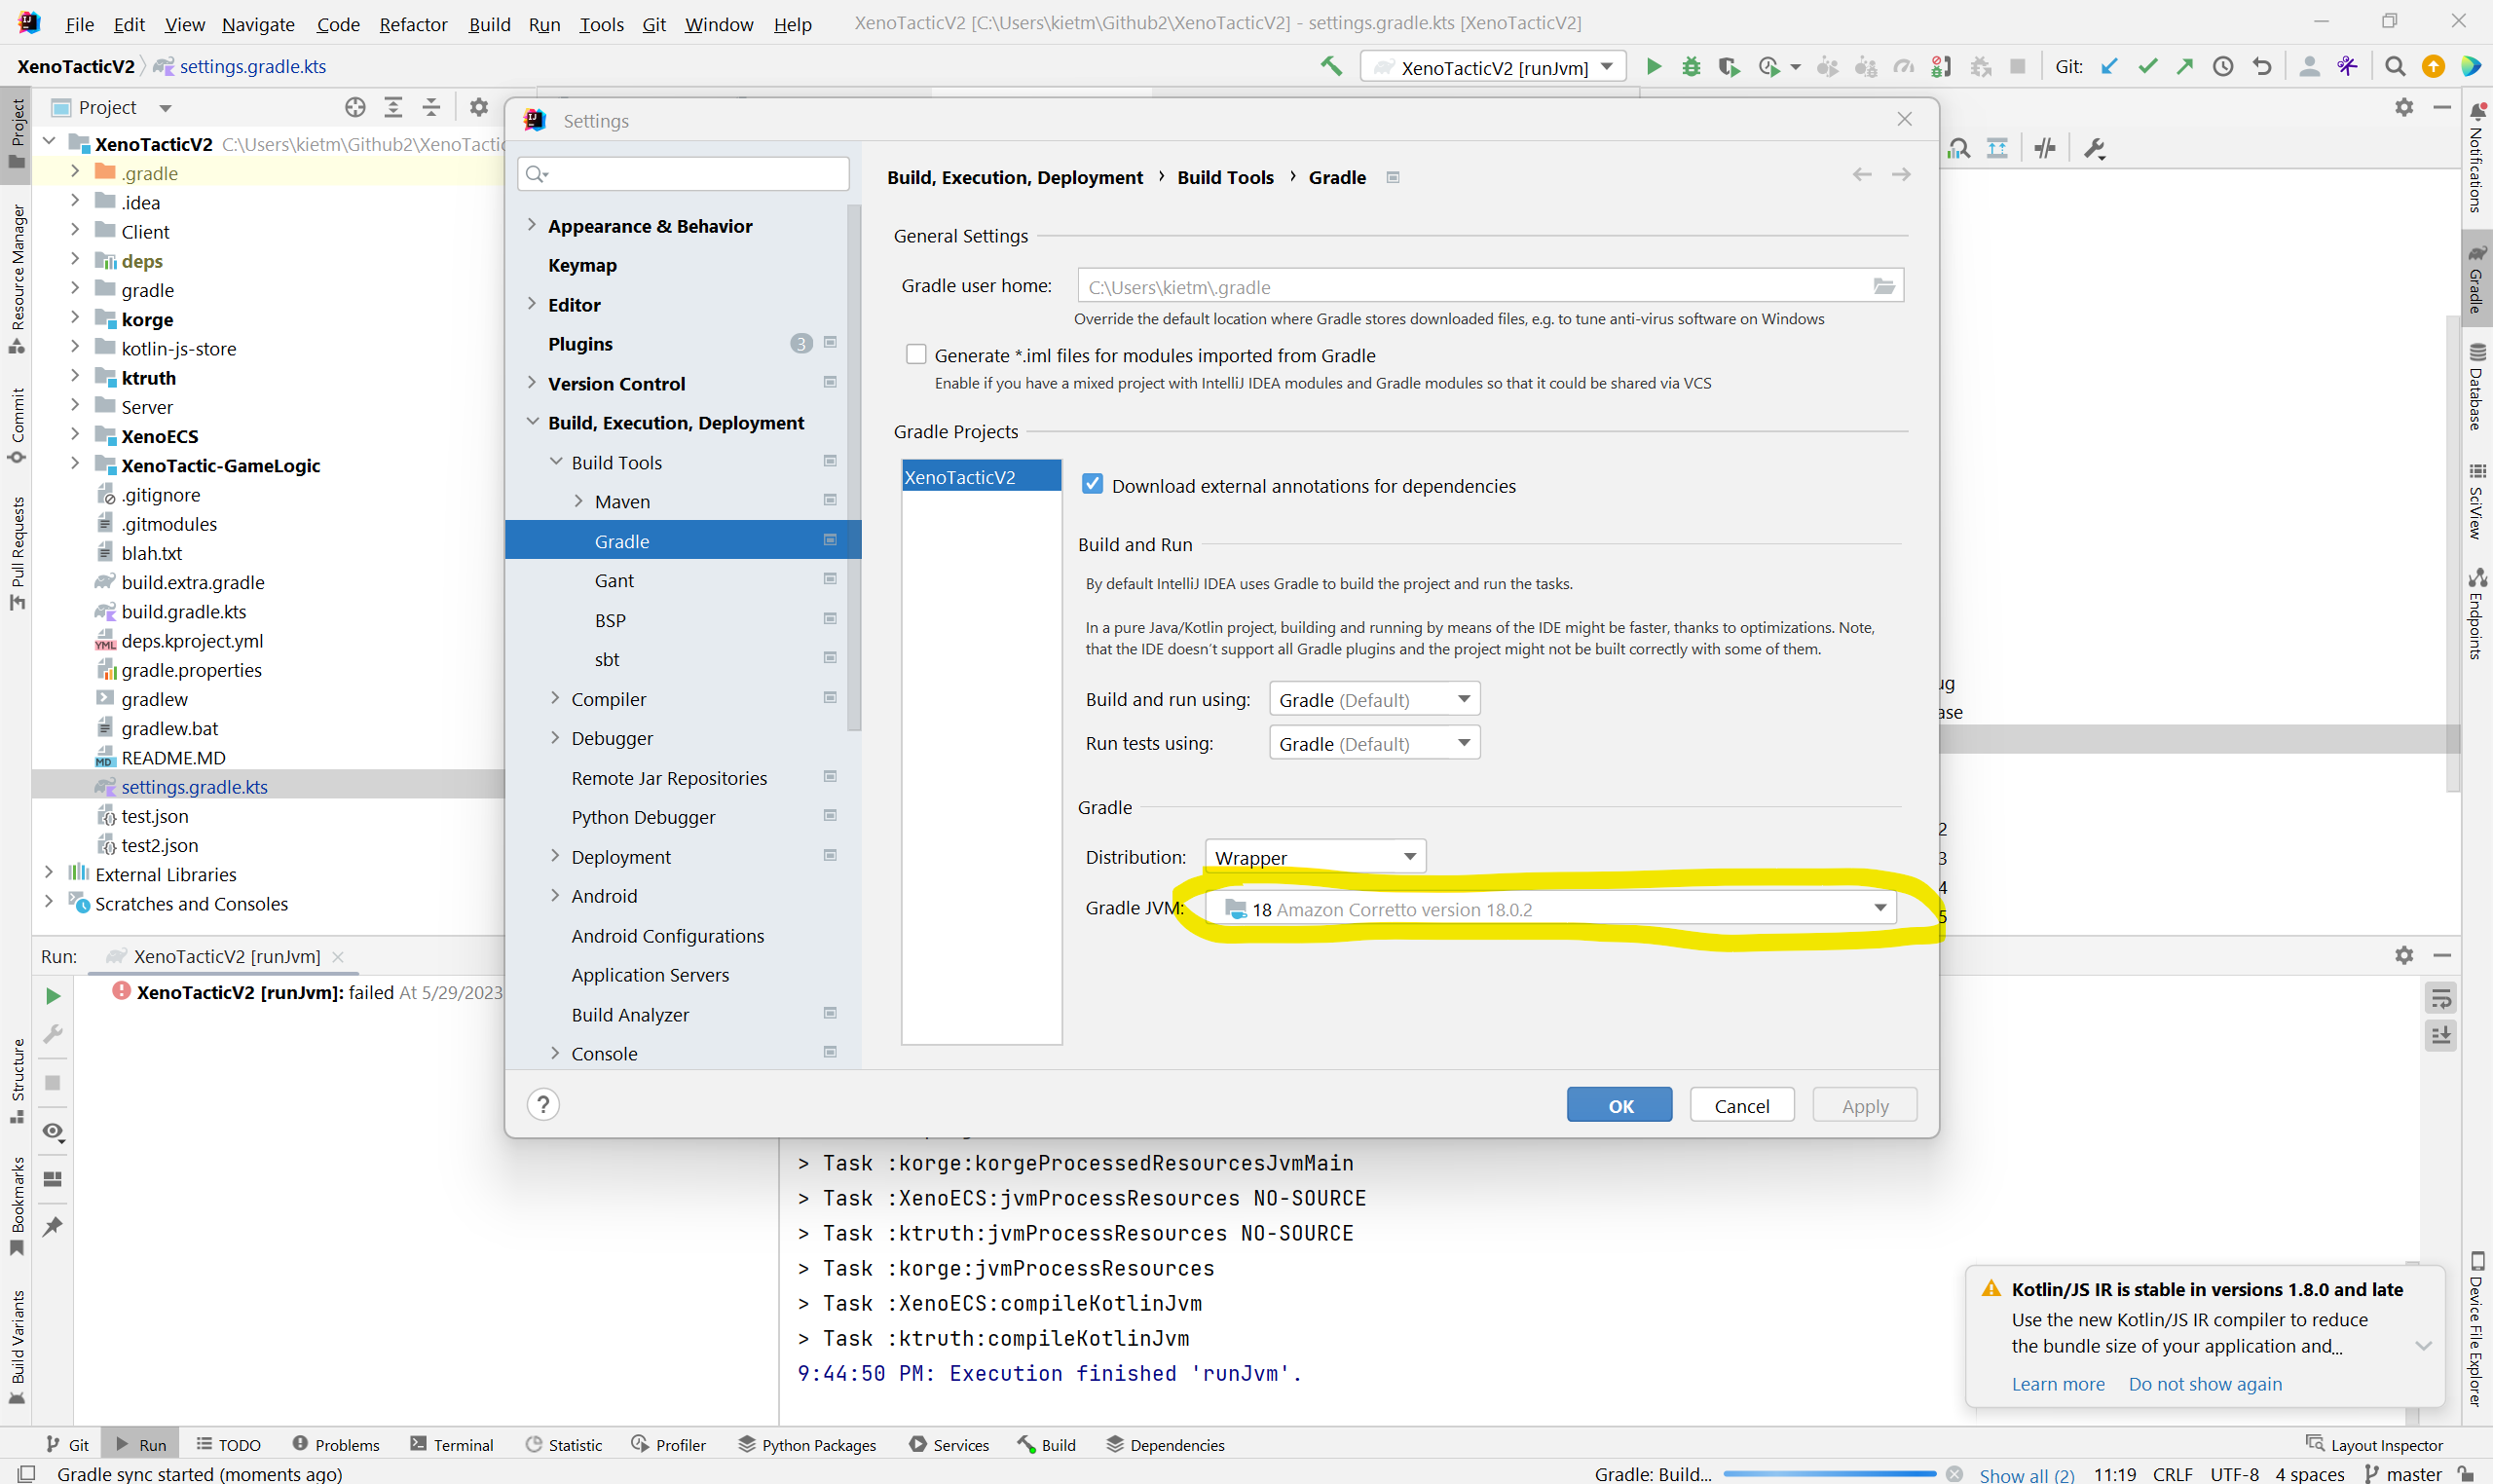 File Edit View Navigate Code Refactor Build Run Tools Git Window Help XenoTacticV2 [C:\Users\kietm\Github2\XenoTacticV2] - settings.gradle.kts [XenoTacticV2]
XenoTacticV2 settings.gradle.kts XenoTacticV2 [runJvm] Git:
Project
Resource Manager
Commit
Pull Requests
Structure
Bookmarks
Build Variants
Project
XenoTacticV2 C:\Users\kietm\Github2\XenoTactic
.gradle
.idea
Client
deps
gradle
korge
kotlin-js-store
ktruth
Server
XenoECS
XenoTactic-GameLogic
.gitignore
.gitmodules
blah.txt
build.extra.gradle
build.gradle.kts
deps.kproject.yml
gradle.properties
gradlew
gradlew.bat
README.MD
settings.gradle.kts
test.json
test2.json
External Libraries
Scratches and Consoles
Settings
Appearance & Behavior
Keymap
Editor
Plugins 3
Version Control
Build, Execution, Deployment
Build Tools
Maven
Gradle
Gant
BSP
sbt
Compiler
Debugger
Remote Jar Repositories
Python Debugger
Deployment
Android
Android Configurations
Application Servers
Build Analyzer
Console
Build, Execution, Deployment › Build Tools › Gradle
General Settings
Gradle user home: C:\Users\kietm\.gradle
Override the default location where Gradle stores downloaded files, e.g. to tune anti-virus software on Windows
Generate *.iml files for modules imported from Gradle
Enable if you have a mixed project with IntelliJ IDEA modules and Gradle modules so that it could be shared via VCS
Gradle Projects
XenoTacticV2
Download external annotations for dependencies
Build and Run
By default IntelliJ IDEA uses Gradle to build the project and run the tasks.
In a pure Java/Kotlin project, building and running by means of the IDE might be faster, thanks to optimizations. Note,
that the IDE doesn't support all Gradle plugins and the project might not be built correctly with some of them.
Build and run using: Gradle (Default)
Run tests using: Gradle (Default)
Gradle
Distribution: Wrapper
Gradle JVM: 18 Amazon Corretto version 18.0.2
? OK Cancel Apply
ug
ase
2
3
4
5
Notifications
Gradle
Database
SciView
Endpoints
Device File Explorer
Run: XenoTacticV2 [runJvm]
XenoTacticV2 [runJvm]: failed At 5/29/2023
> Task :korge:korgeProcessedResourcesJvmMain
> Task :XenoECS:jvmProcessResources NO-SOURCE
> Task :ktruth:jvmProcessResources NO-SOURCE
> Task :korge:jvmProcessResources
> Task :XenoECS:compileKotlinJvm
> Task :ktruth:compileKotlinJvm
9:44:50 PM: Execution finished 'runJvm'.
Kotlin/JS IR is stable in versions 1.8.0 and late
Use the new Kotlin/JS IR compiler to reduce
the bundle size of your application and...
Learn more Do not show again
Git Run TODO Problems Terminal Statistic Profiler Python Packages Services Build Dependencies Layout Inspector
Gradle sync started (moments ago) Gradle: Build... Show all (2) 11:19 CRLF UTF-8 4 spaces master